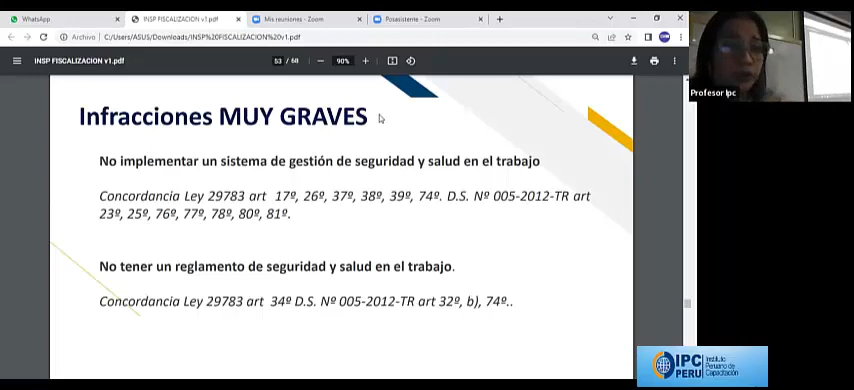 WhatsApp
INSP FISCALIZACION v1.pdf
Mis reuniones - Zoom
Posasistente - Zoom
Archivo
C:/Users/ASUS/Downloads/INSP%20FISCALIZACION%20v1.pdf
INSP FISCALIZACION v1.pdf
53 / 68
90%
Infracciones MUY GRAVES
No implementar un sistema de gestión de seguridad y salud en el trabajo
Concordancia Ley 29783 art 17º, 26º, 37º, 38º, 39º, 74º. D.S. Nº 005-2012-TR art
23º, 25º, 76º, 77º, 78º, 80º, 81º.
No tener un reglamento de seguridad y salud en el trabajo.
Concordancia Ley 29783 art 34º D.S. Nº 005-2012-TR art 32º, b), 74º..
Profesor Ipc
IPC
PERU
Instituto
Peruano de
Capacitación